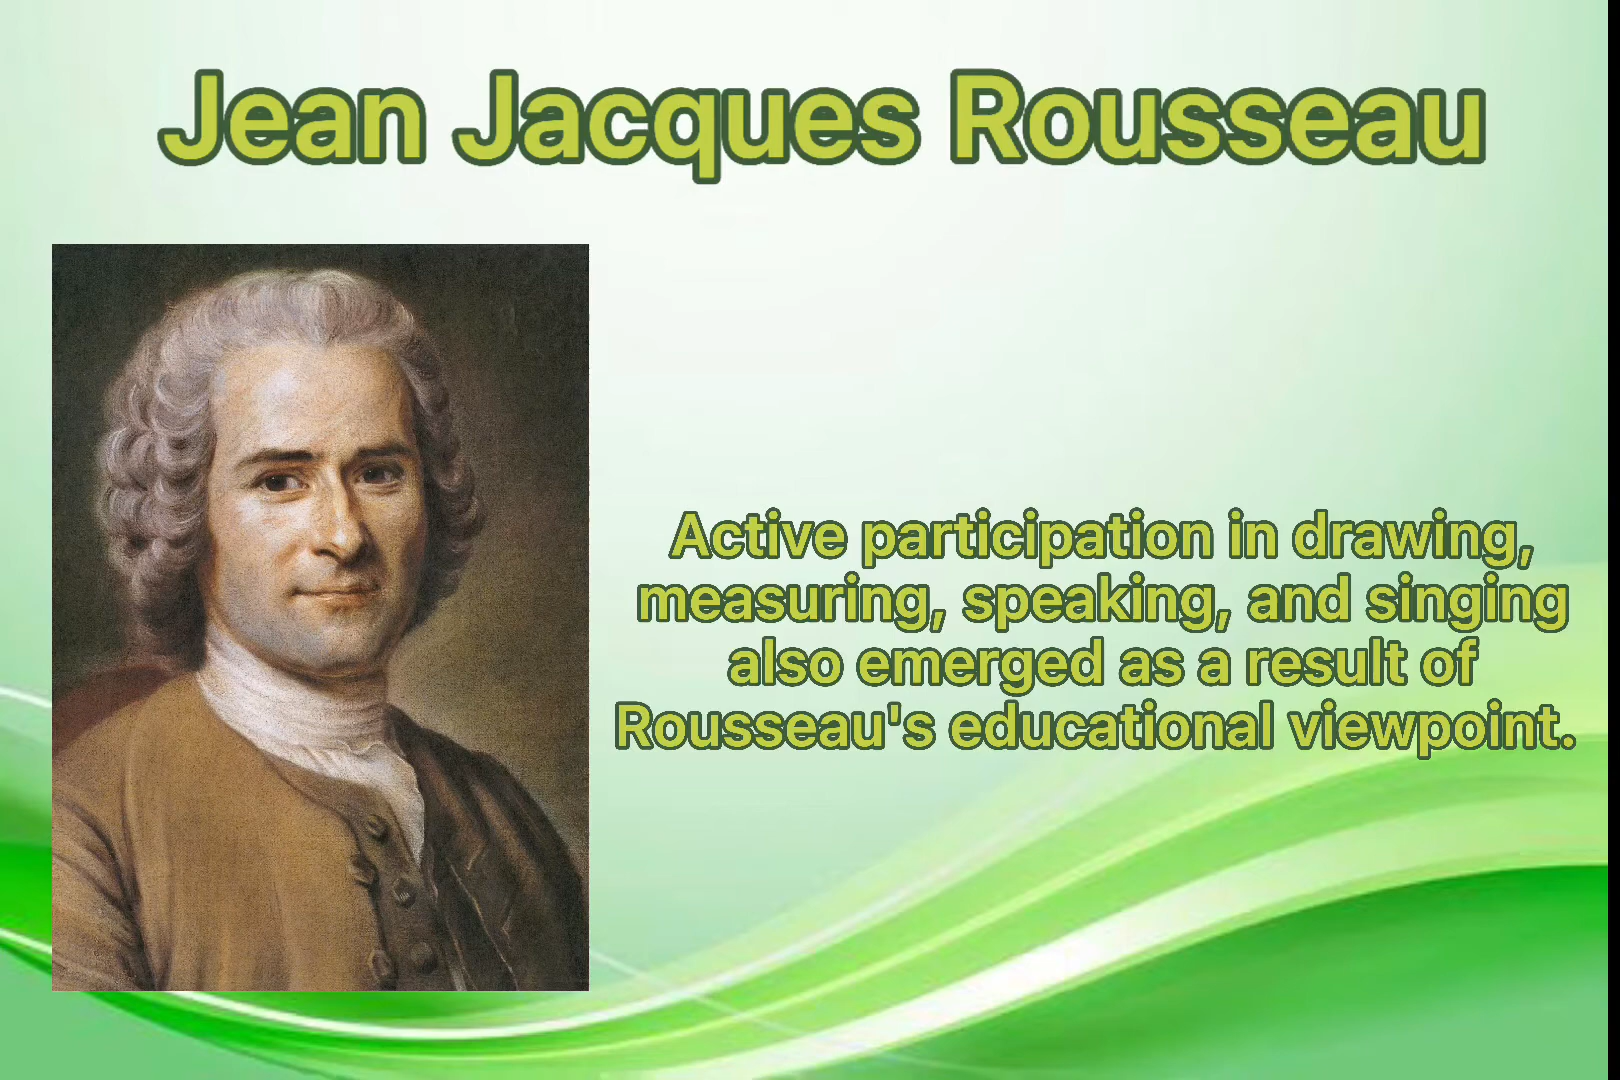 Jean Jacques Rousseau
Active participation in drawing,
measuring, speaking, and singing
also emerged as a result of
Rousseau's educational viewpoint.